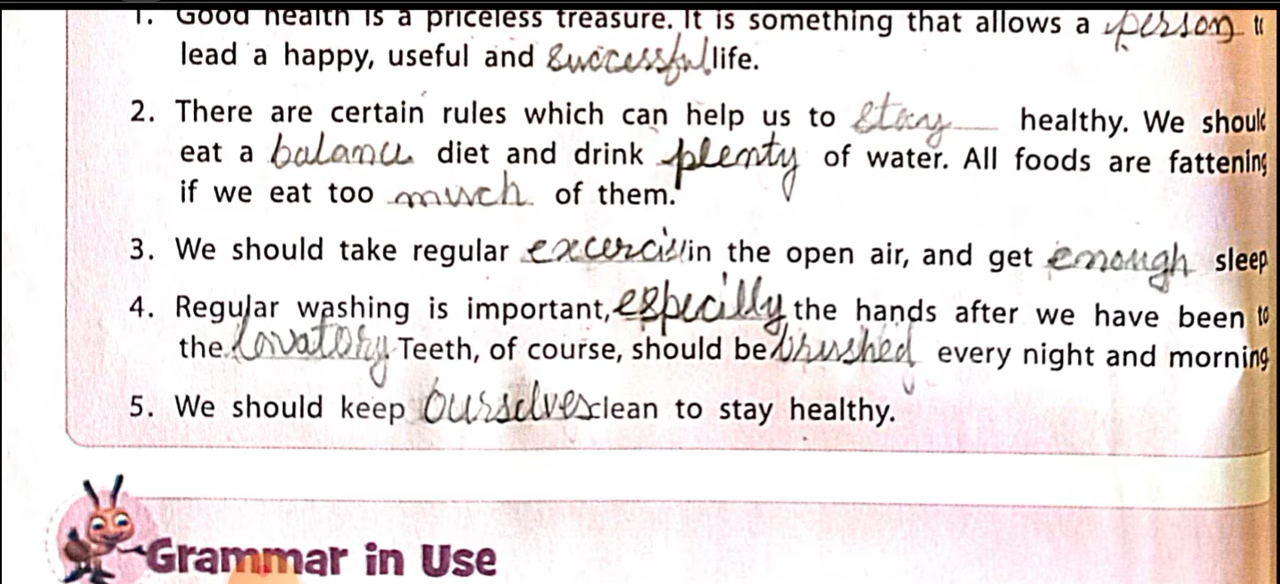 1. Good health is a priceless treasure. It is something that allows a person to
lead a happy, useful and successful life.
2. There are certain rules which can help us to stay healthy. We should
eat a balance diet and drink plenty of water. All foods are fattening
if we eat too much of them.
3. We should take regular excercis in the open air, and get enough sleep
4. Regular washing is important, especilly the hands after we have been to
the lovatory. Teeth, of course, should be brushed every night and morning
5. We should keep ourselves clean to stay healthy.
Grammar in Use